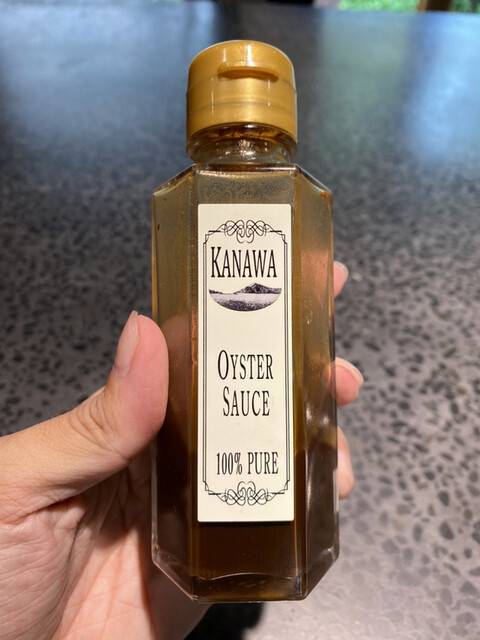 KANAWA
OYSTER
SAUCE
100% PURE